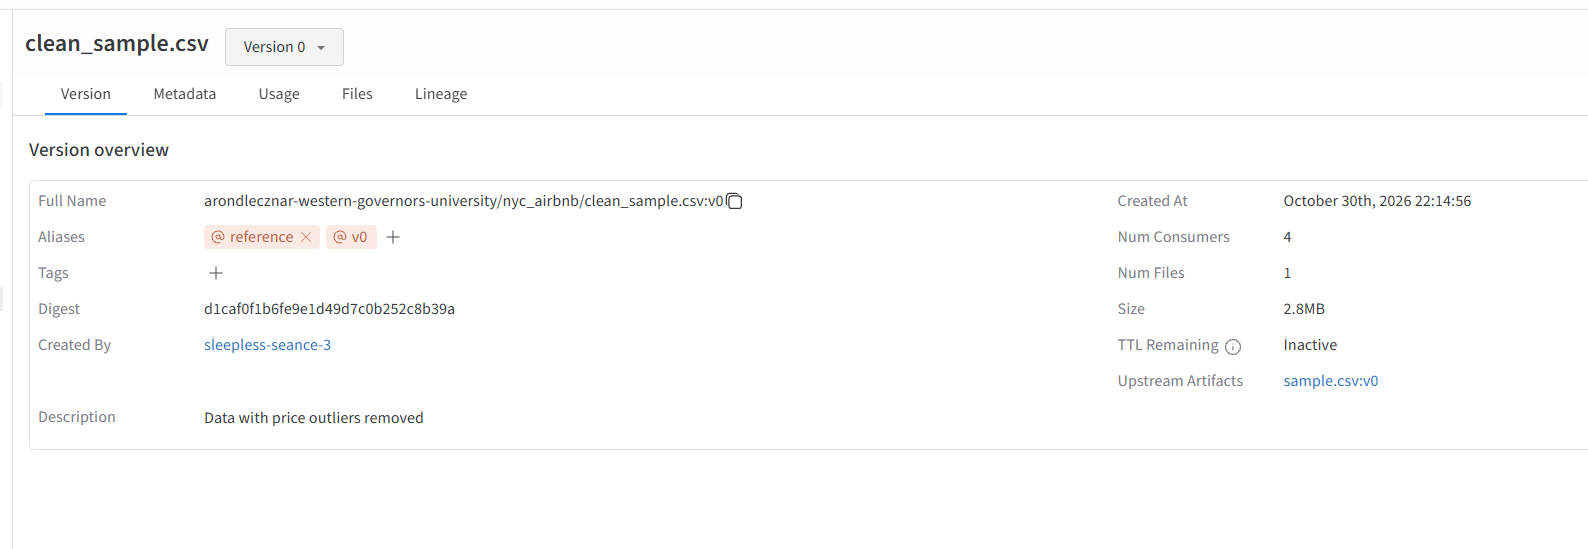 clean_sample.csv
Version 0
Version Metadata Usage Files Lineage
Version overview
Full Name arondlecznar-western-governors-university/nyc_airbnb/clean_sample.csv:v0 Created At October 30th, 2026 22:14:56
Aliases @ reference × @ v0 + Num Consumers 4
Tags + Num Files 1
Digest d1caf0f1b6fe9e1d49d7c0b252c8b39a Size 2.8MB
Created By sleepless-seance-3 TTL Remaining Inactive
Upstream Artifacts sample.csv:v0
Description Data with price outliers removed